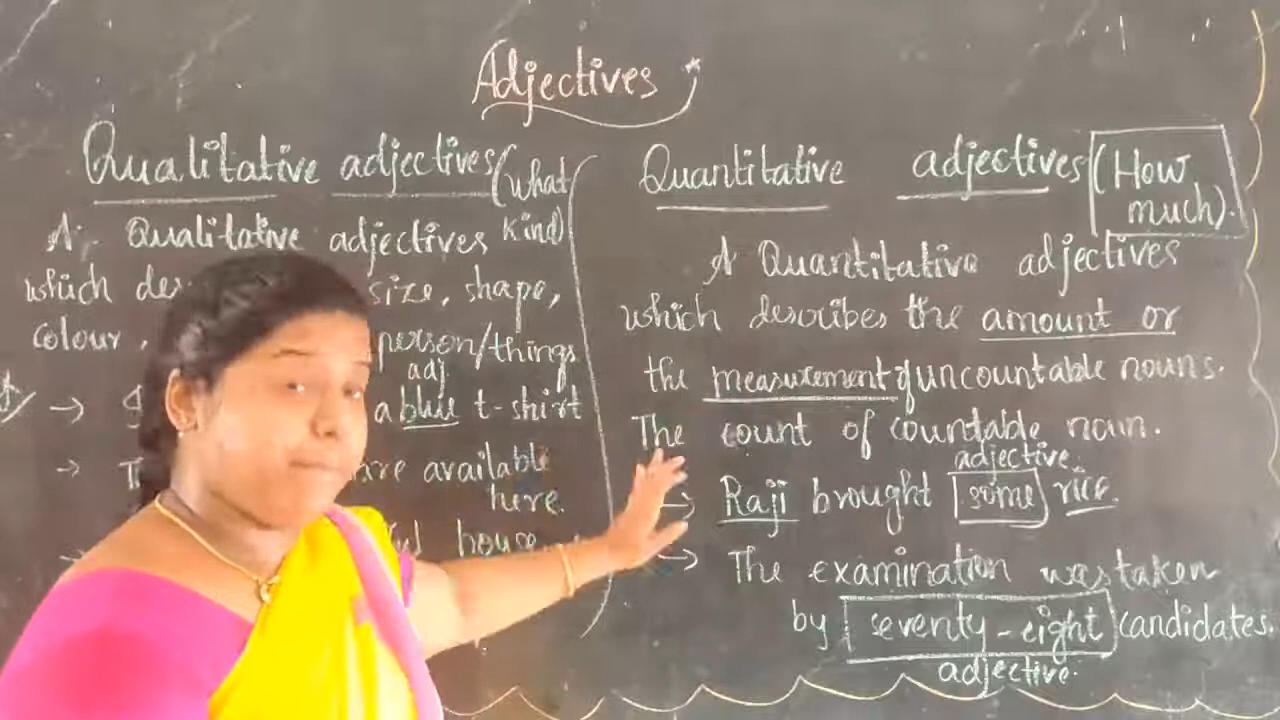 Adjectives
Qualitative adjectives (what kind)
A Qualitative adjectives
which des size, shape,
colour, person/things
adj
a blue t-shirt
are available
here.
house
Quantitative adjectives (How much).
A Quantitative adjectives
which describes the amount or
the measurement of uncountable nouns.
The count of countable noun.
adjective
→ Raji brought some rice.
→ The examination was taken
by seventy-eight candidates.
adjective.